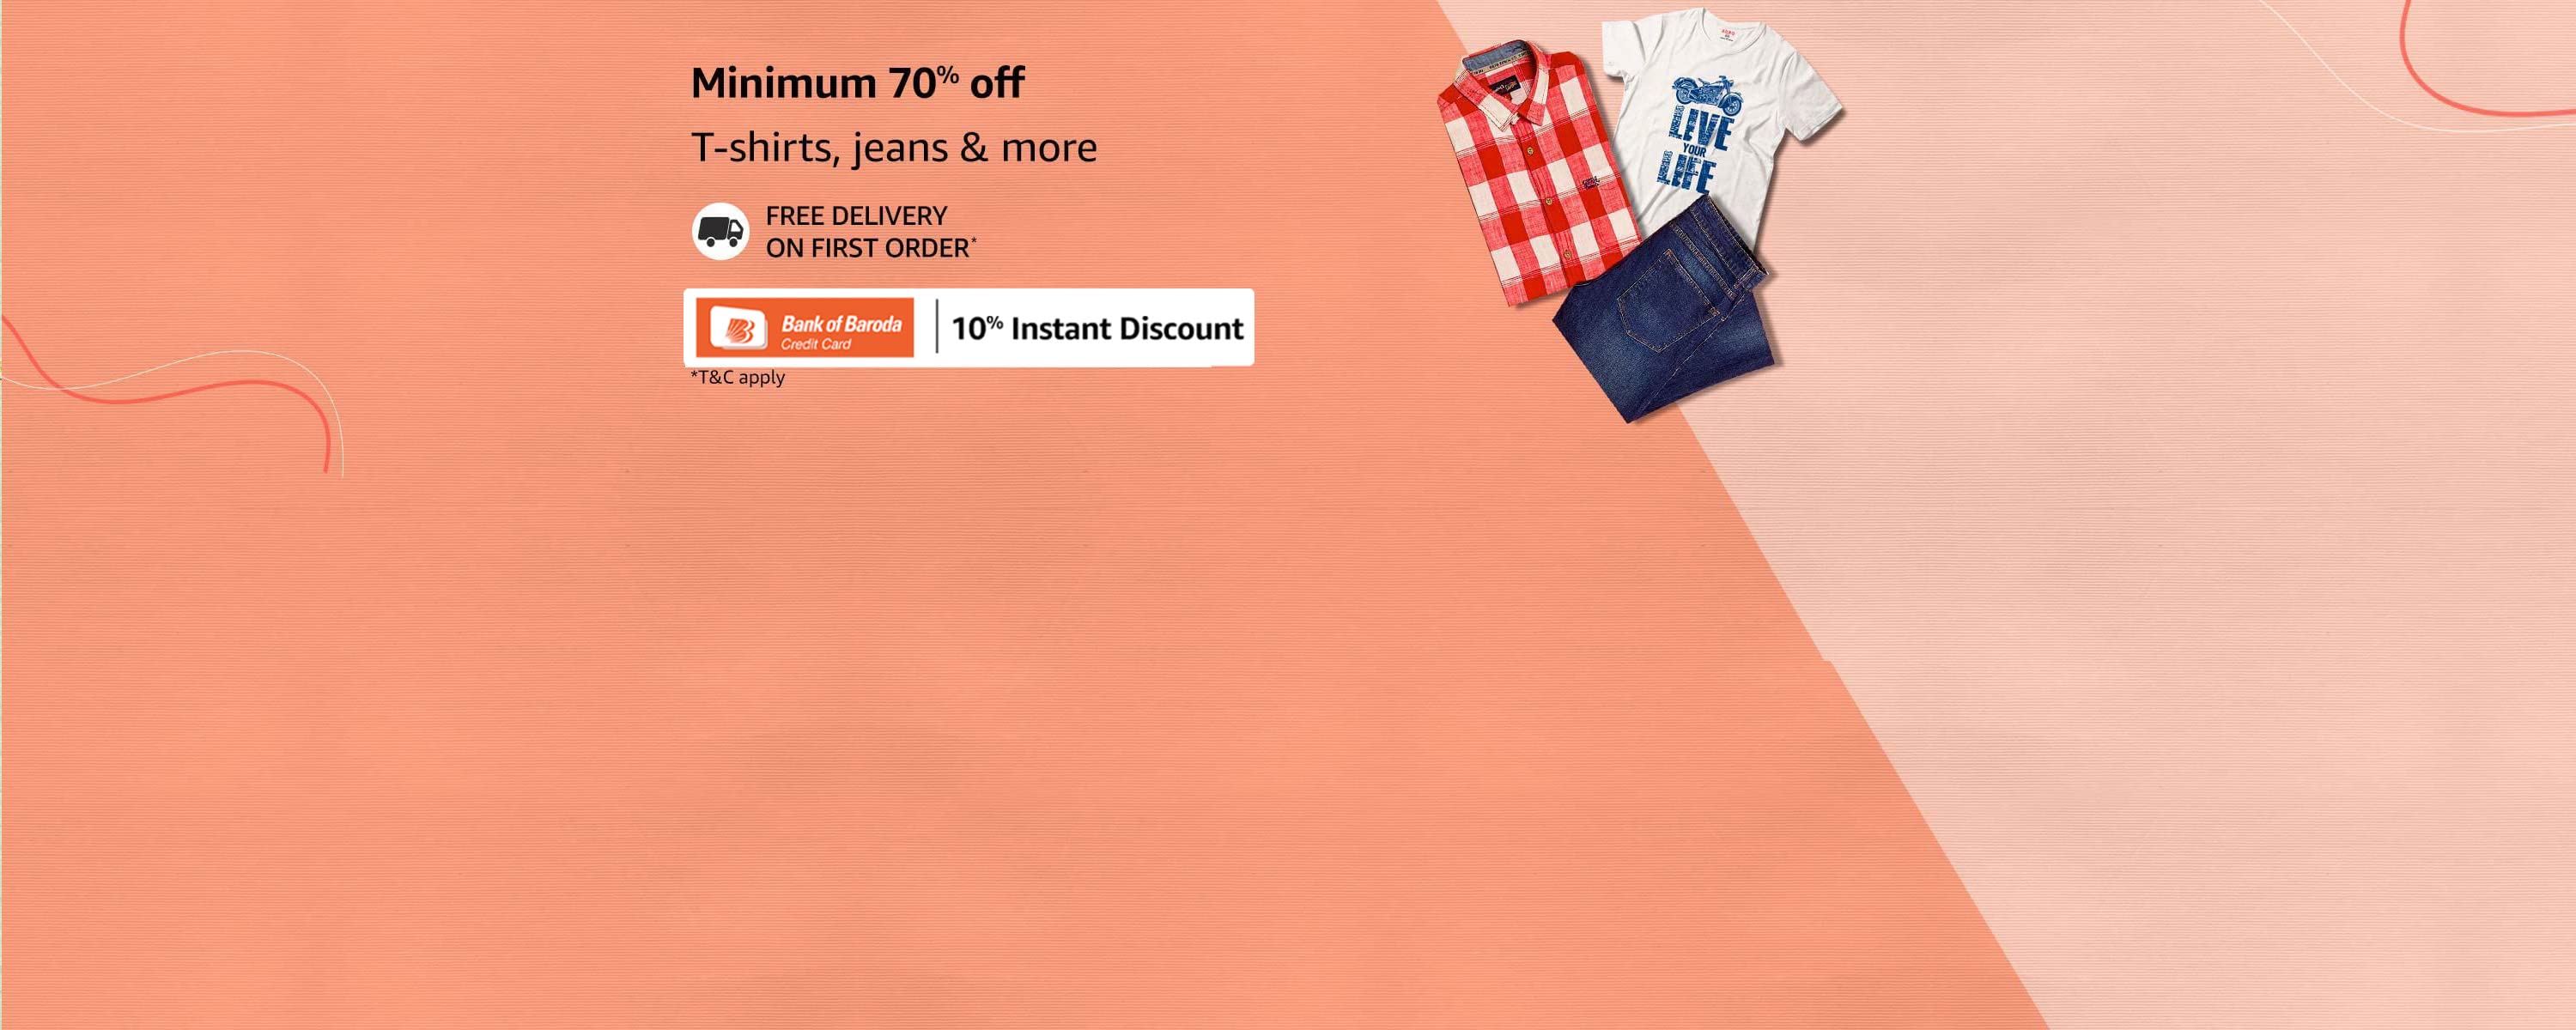 Minimum 70% off
T-shirts, jeans & more
FREE DELIVERY
ON FIRST ORDER*
Bank of Baroda
Credit Card
10% Instant Discount
*T&C apply
LIVE
YOUR
LIFE